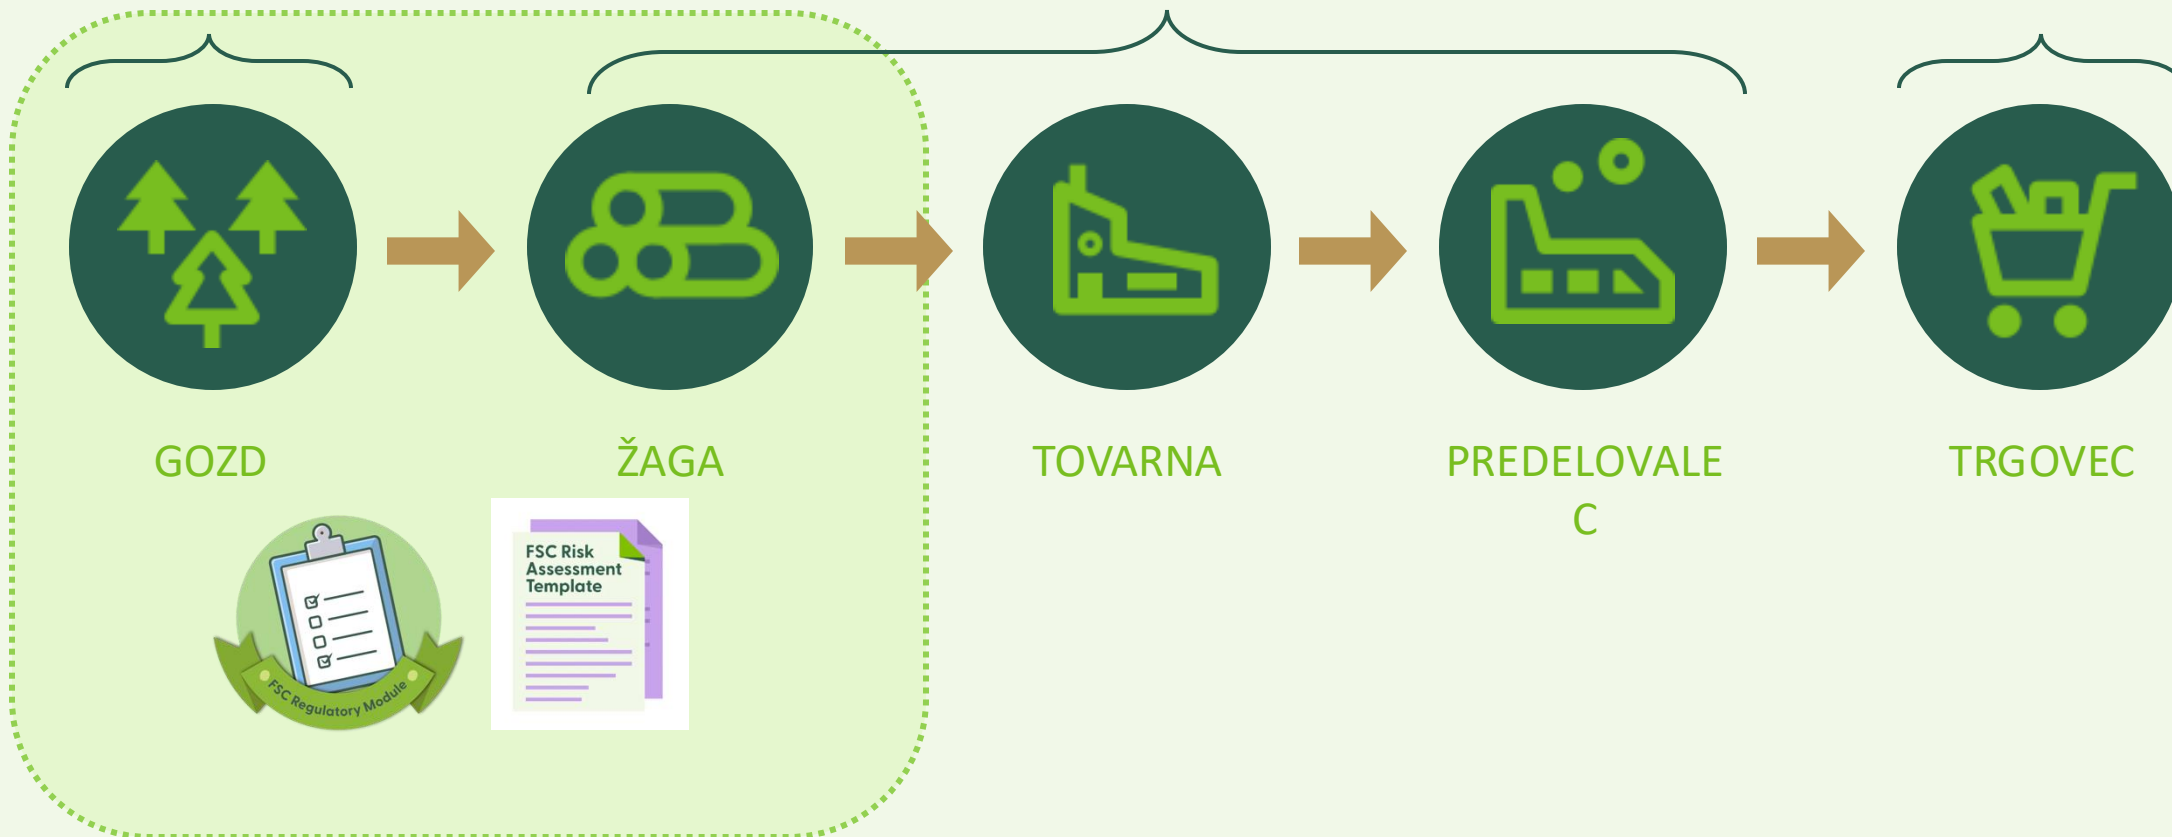 GOZD
ŽAGA
TOVARNA
PREDELOVALE
C
TRGOVEC
FSC Regulatory Module
FSC Risk
Assessment
Template